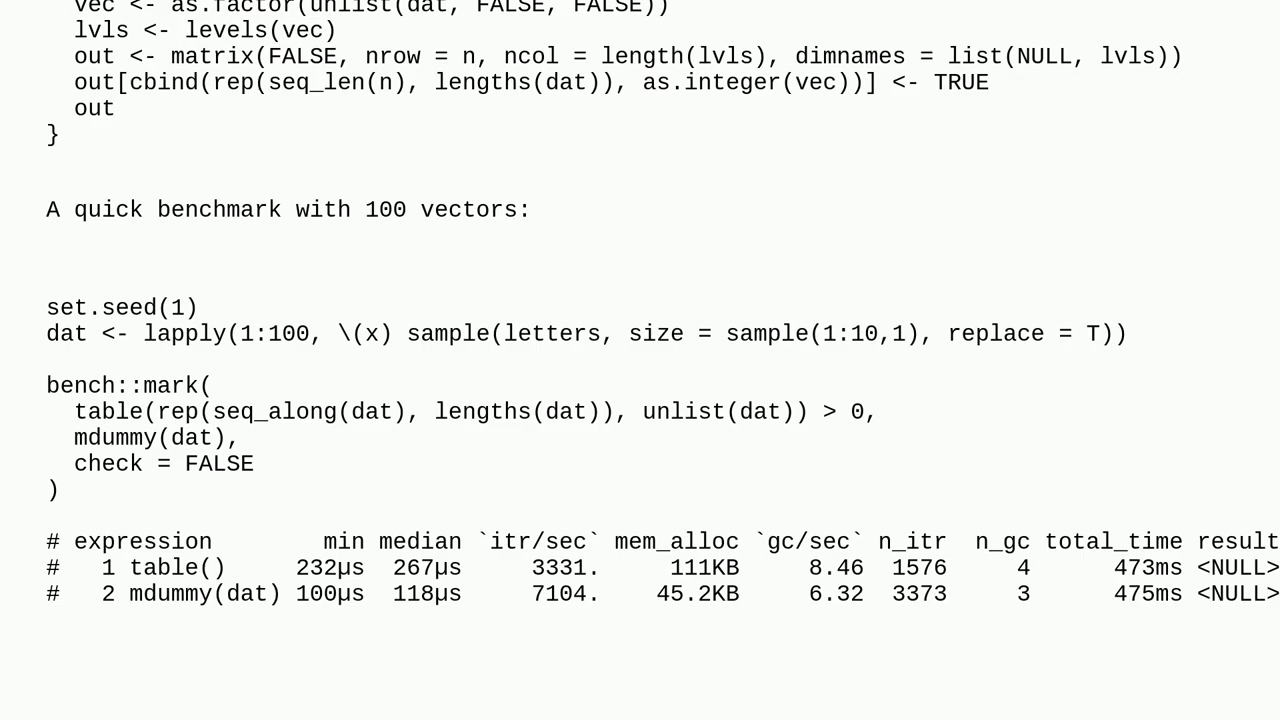 vec <- as.factor(unlist(dat, FALSE, FALSE))
  lvls <- levels(vec)
  out <- matrix(FALSE, nrow = n, ncol = length(lvls), dimnames = list(NULL, lvls))
  out[cbind(rep(seq_len(n), lengths(dat)), as.integer(vec))] <- TRUE
  out
}
A quick benchmark with 100 vectors:
set.seed(1)
dat <- lapply(1:100, \(x) sample(letters, size = sample(1:10,1), replace = T))
bench::mark(
  table(rep(seq_along(dat), lengths(dat)), unlist(dat)) > 0,
  mdummy(dat),
  check = FALSE
)
# expression        min median `itr/sec` mem_alloc `gc/sec` n_itr  n_gc total_time result
#   1 table()     232µs  267µs     3331.     111KB     8.46  1576     4      473ms <NULL>
#   2 mdummy(dat) 100µs  118µs     7104.    45.2KB     6.32  3373     3      475ms <NULL>